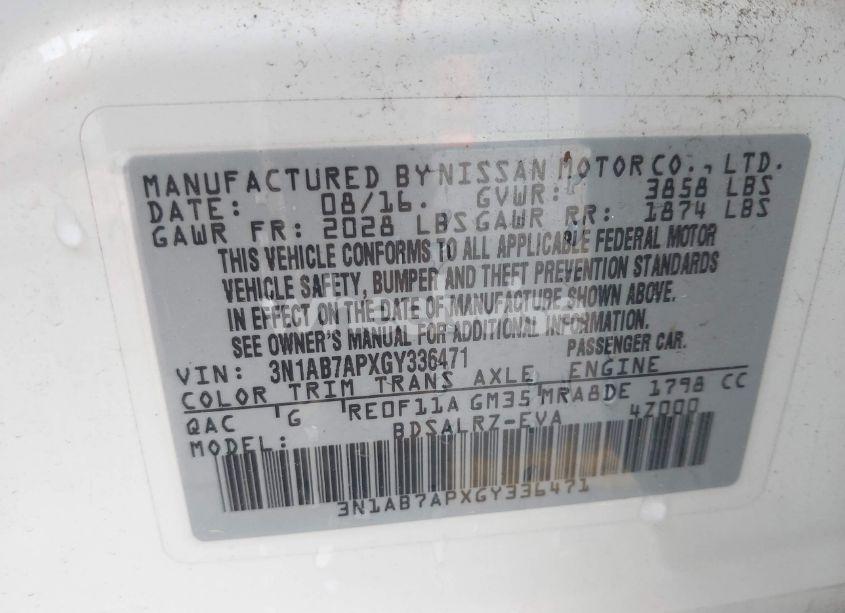 MANUFACTURED BY NISSAN MOTOR CO., LTD.
DATE: 08/16. GVWR: 3858 LBS
GAWR FR: 2028 LBS GAWR RR: 1874 LBS
THIS VEHICLE CONFORMS TO ALL APPLICABLE FEDERAL MOTOR
VEHICLE SAFETY, BUMPER AND THEFT PREVENTION STANDARDS
IN EFFECT ON THE DATE OF MANUFACTURE SHOWN ABOVE.
SEE OWNER'S MANUAL FOR ADDITIONAL INFORMATION.
VIN: 3N1AB7APXGY336471 PASSENGER CAR.
COLOR TRIM TRANS AXLE ENGINE
QAC G RE0F11A GM35 MRA8DE 1798 CC
MODEL: BDSALRZ-EVA 4Z000
3N1AB7APXGY336471